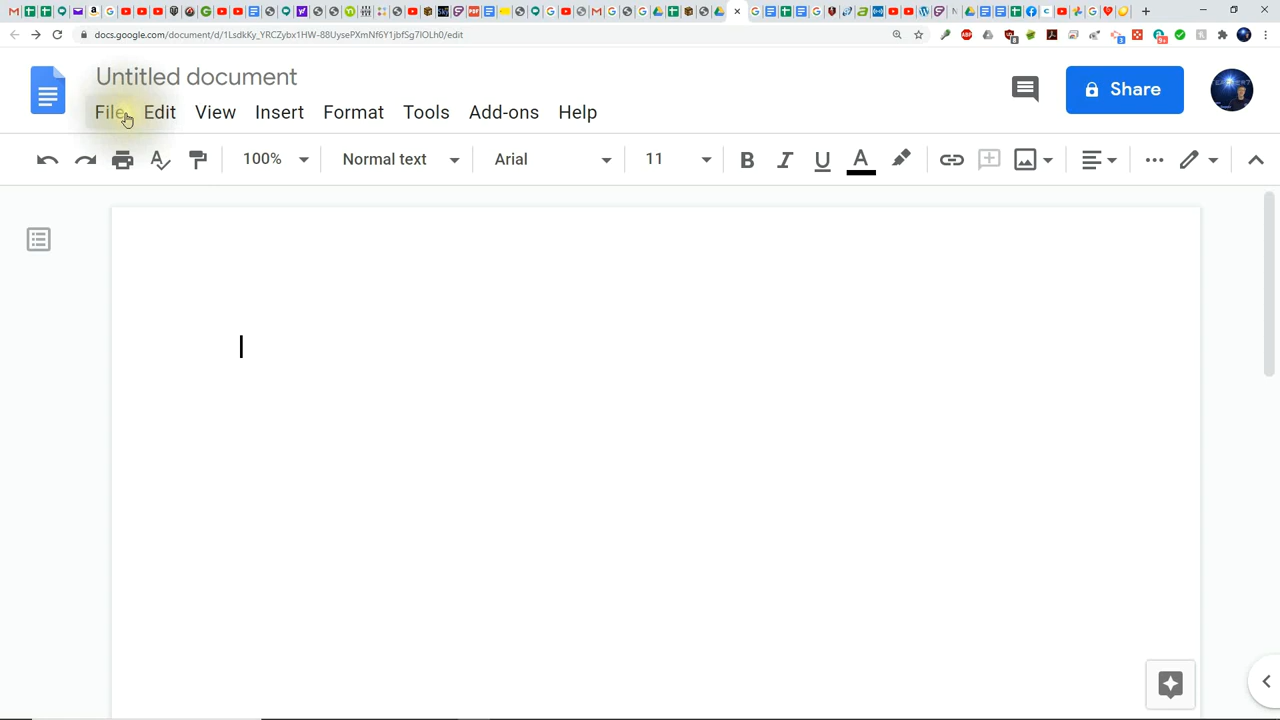 docs.google.com/document/d/1LsdkKy_YRCZybx1HW-88UysePXmNf6Y1jbfSg7IOLh0/edit
Untitled document
File Edit View Insert Format Tools Add-ons Help
Share
100% Normal text Arial 11 B I U A